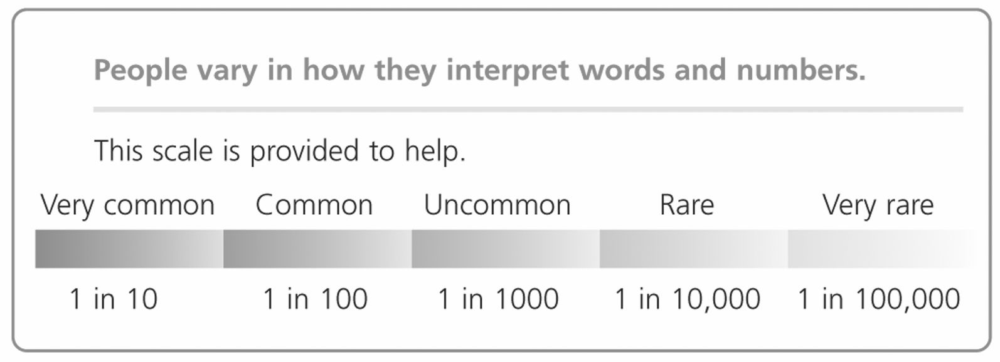 People vary in how they interpret words and numbers.
This scale is provided to help.
Very common Common Uncommon Rare Very rare
1 in 10 1 in 100 1 in 1000 1 in 10,000 1 in 100,000